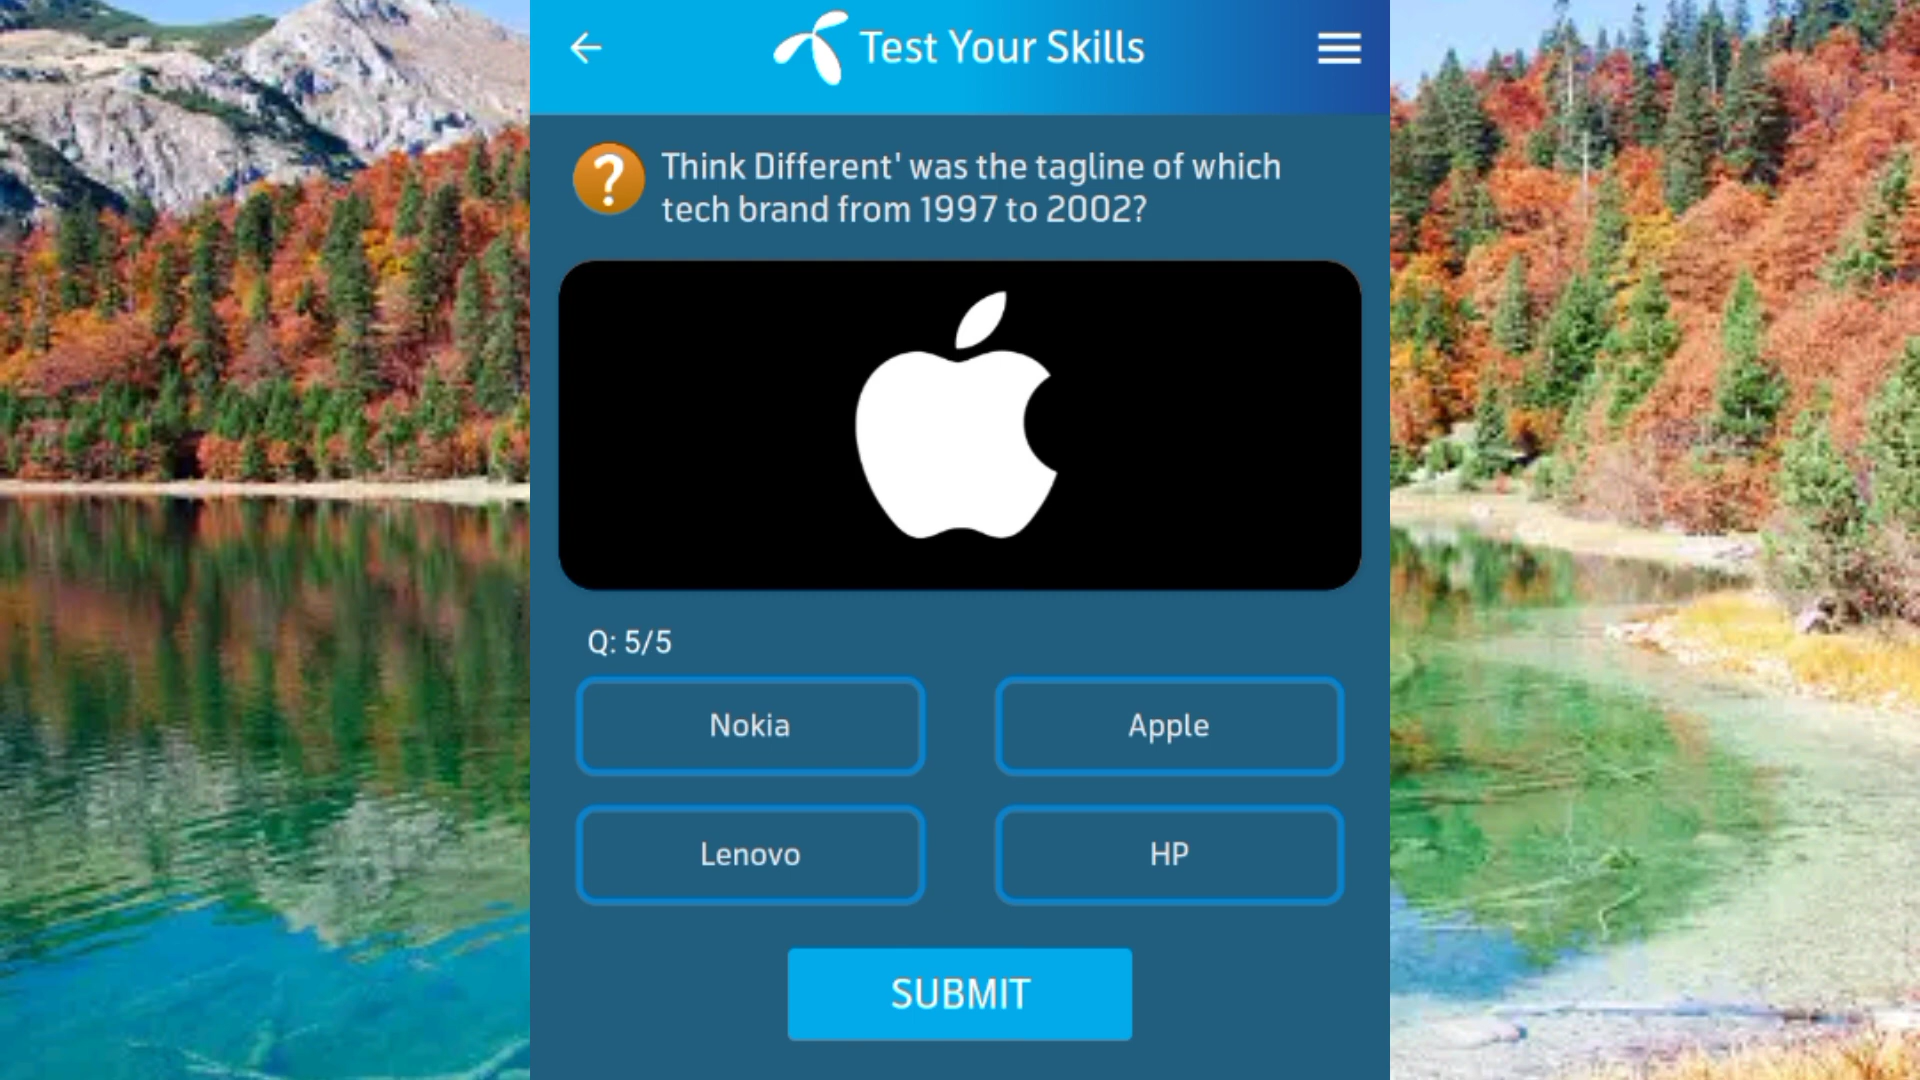 Test Your Skills
?
Think Different' was the tagline of which
tech brand from 1997 to 2002?
Q: 5/5
Nokia
Apple
Lenovo
HP
SUBMIT